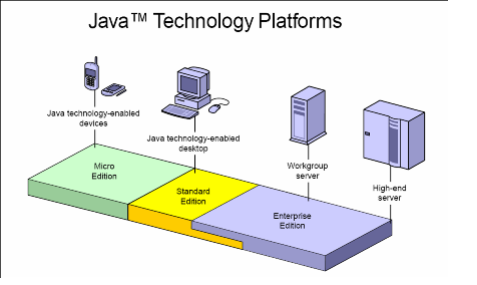 Java™ Technology Platforms
Java technology-enabled
devices
Java technology-enabled
desktop
Workgroup
server
High-end
server
Micro
Edition
Standard
Edition
Enterprise
Edition